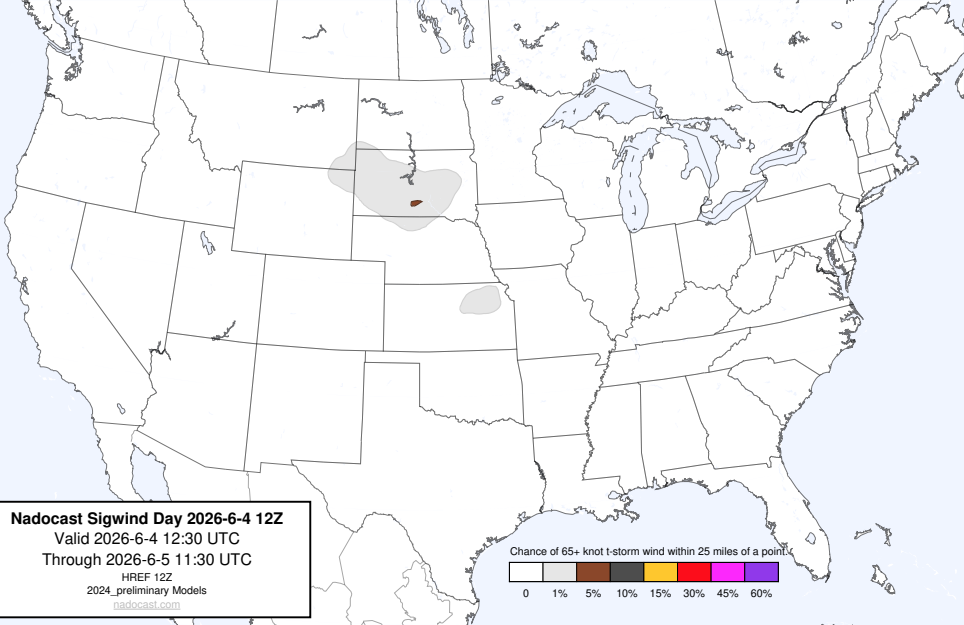 Nadocast Sigwind Day 2026-6-4 12Z
Valid 2026-6-4 12:30 UTC
Through 2026-6-5 11:30 UTC
HREF 12Z
2024_preliminary Models
nadocast.com
Chance of 65+ knot t-storm wind within 25 miles of a point.
0 1% 5% 10% 15% 30% 45% 60%